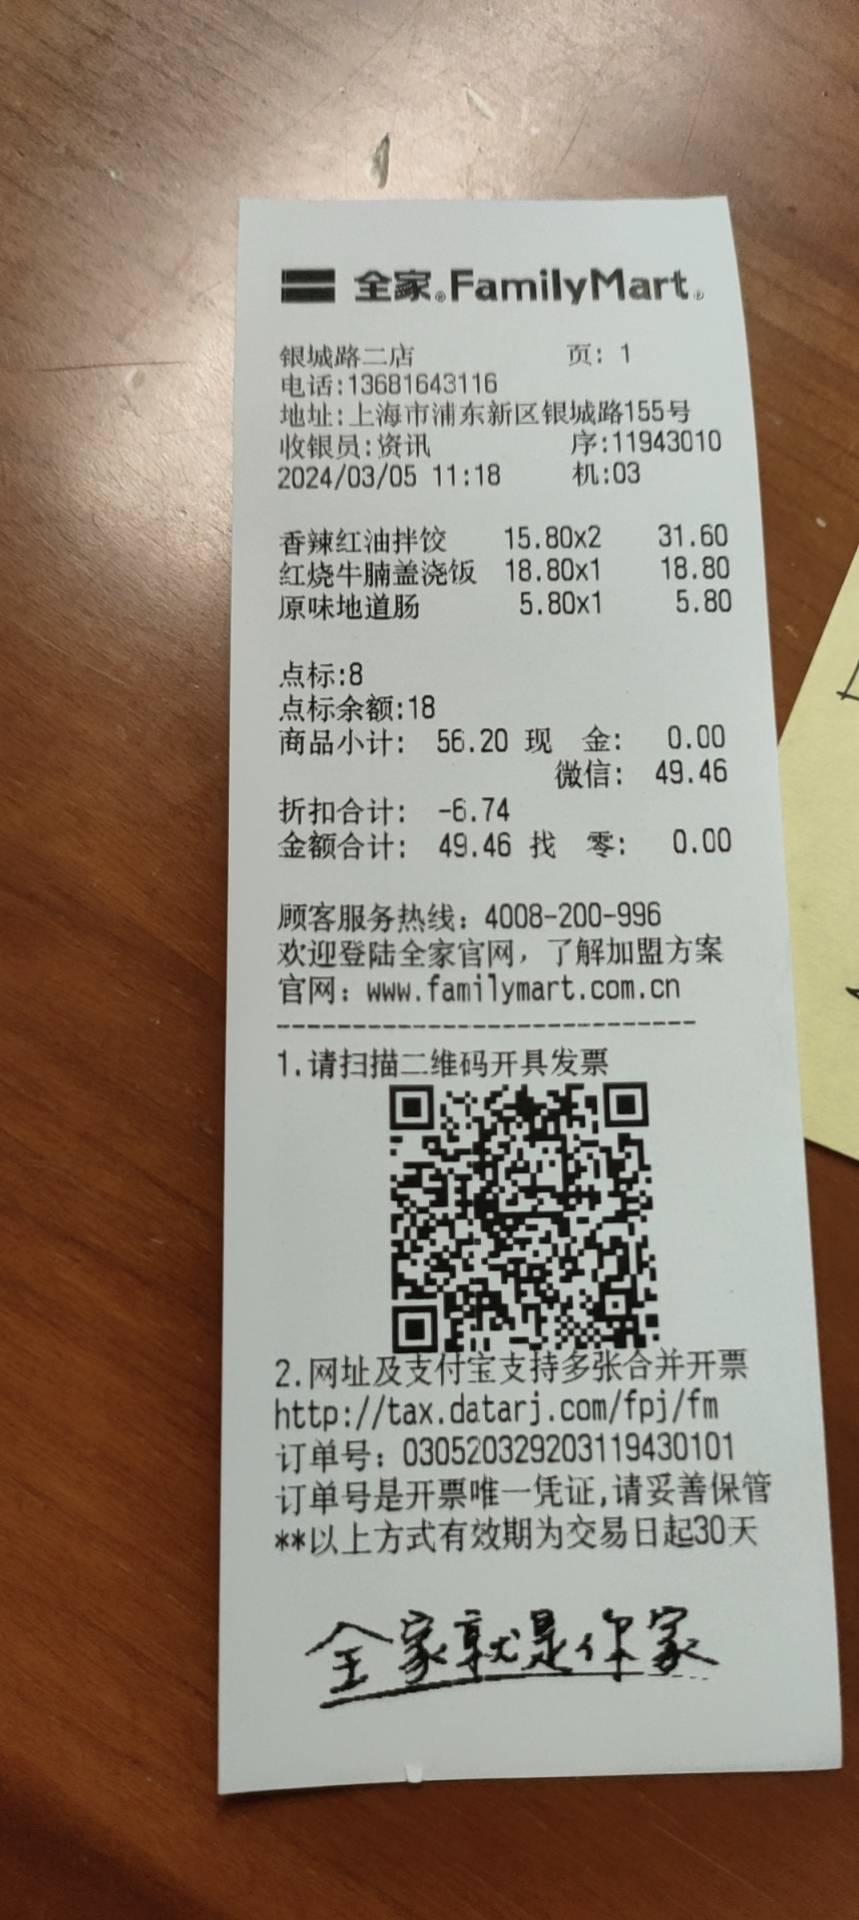 全家® FamilyMart®
银城路二店 页: 1
电话:13681643116
地址:上海市浦东新区银城路155号
收银员:资讯 序:11943010
2024/03/05 11:18 机:03
香辣红油拌饺 15.80x2 31.60
红烧牛腩盖浇饭 18.80x1 18.80
原味地道肠 5.80x1 5.80
点标:8
点标余额:18
商品小计: 56.20 现 金: 0.00
微信: 49.46
折扣合计: -6.74
金额合计: 49.46 找 零: 0.00
顾客服务热线: 4008-200-996
欢迎登陆全家官网，了解加盟方案
官网: www.familymart.com.cn
----------------------------
1.请扫描二维码开具发票
2.网址及支付宝支持多张合并开票
http://tax.datarj.com/fpj/fm
订单号: 030520329203119430101
订单号是开票唯一凭证,请妥善保管
**以上方式有效期为交易日起30天
全家就是你家